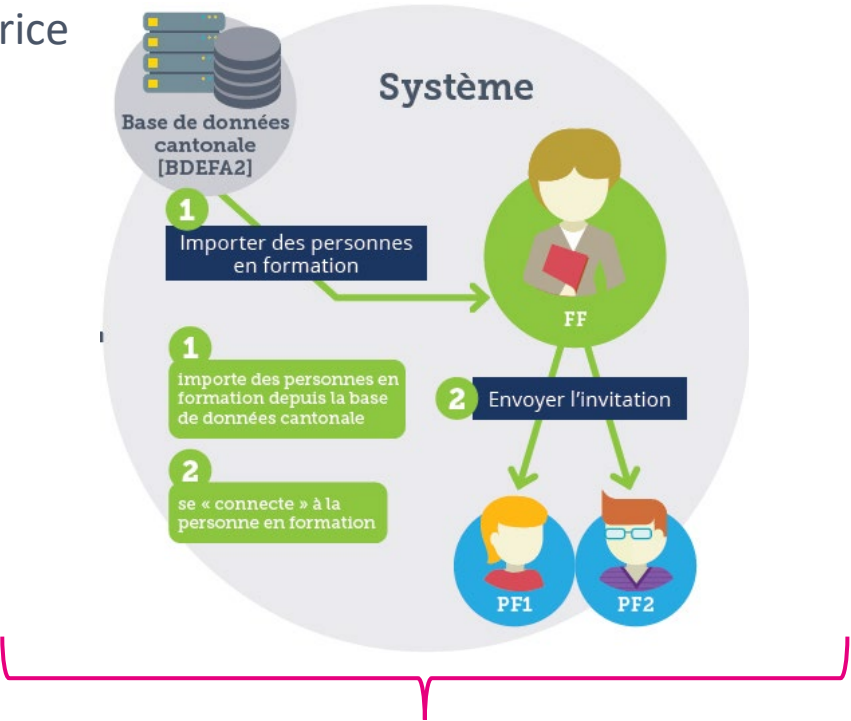 rice
Système
Base de données
cantonale
[BDEFA2]
1
Importer des personnes
en formation
FF
1
importe des personnes en
formation depuis la base
de données cantonale
2 Envoyer l'invitation
2
se « connecte » à la
personne en formation
PF1
PF2